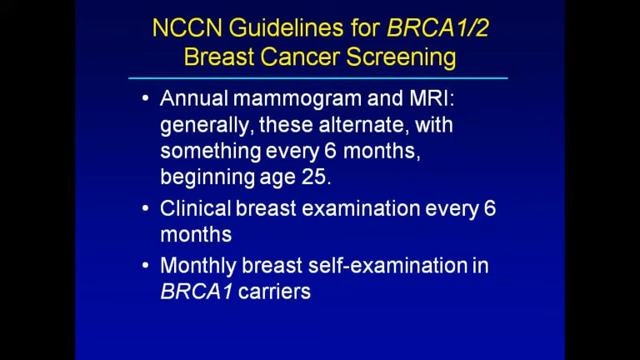 NCCN Guidelines for BRCA1/2
Breast Cancer Screening
• Annual mammogram and MRI:
generally, these alternate, with
something every 6 months,
beginning age 25.
• Clinical breast examination every 6
months
• Monthly breast self-examination in
BRCA1 carriers